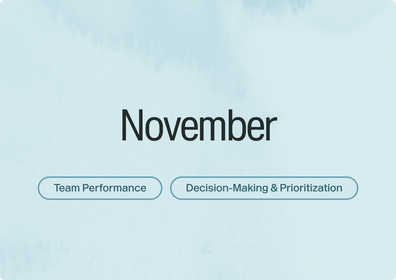 November
Team Performance
Decision-Making & Prioritization